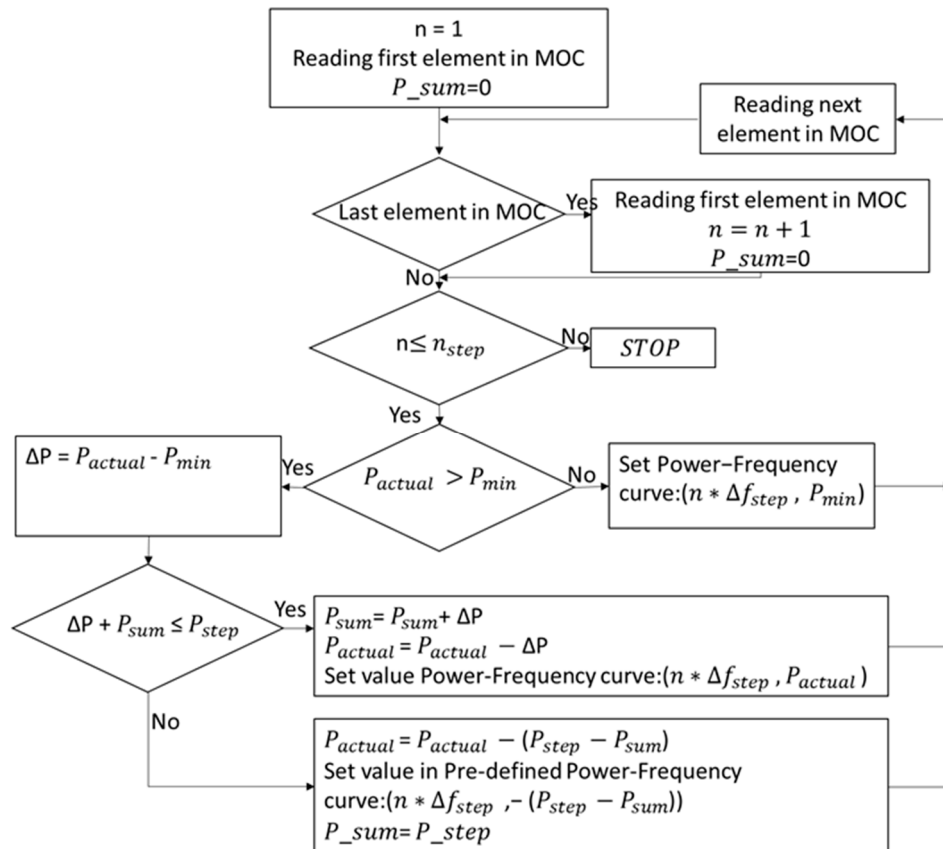 n = 1
Reading first element in MOC
P_sum=0
Reading next
element in MOC
Last element in MOC
Yes
Reading first element in MOC
n = n + 1
P_sum=0
No
n≤ n_step
No
STOP
Yes
ΔP = P_actual - P_min
Yes
P_actual > P_min
No
Set Power–Frequency
curve:(n * Δf_step , P_min)
ΔP + P_sum ≤ P_step
Yes
P_sum= P_sum+ ΔP
P_actual = P_actual − ΔP
Set value Power-Frequency curve:(n * Δf_step , P_actual)
No
P_actual= P_actual − (P_step − P_sum)
Set value in Pre-defined Power-Frequency
curve:(n * Δf_step ,− (P_step − P_sum))
P_sum= P_step